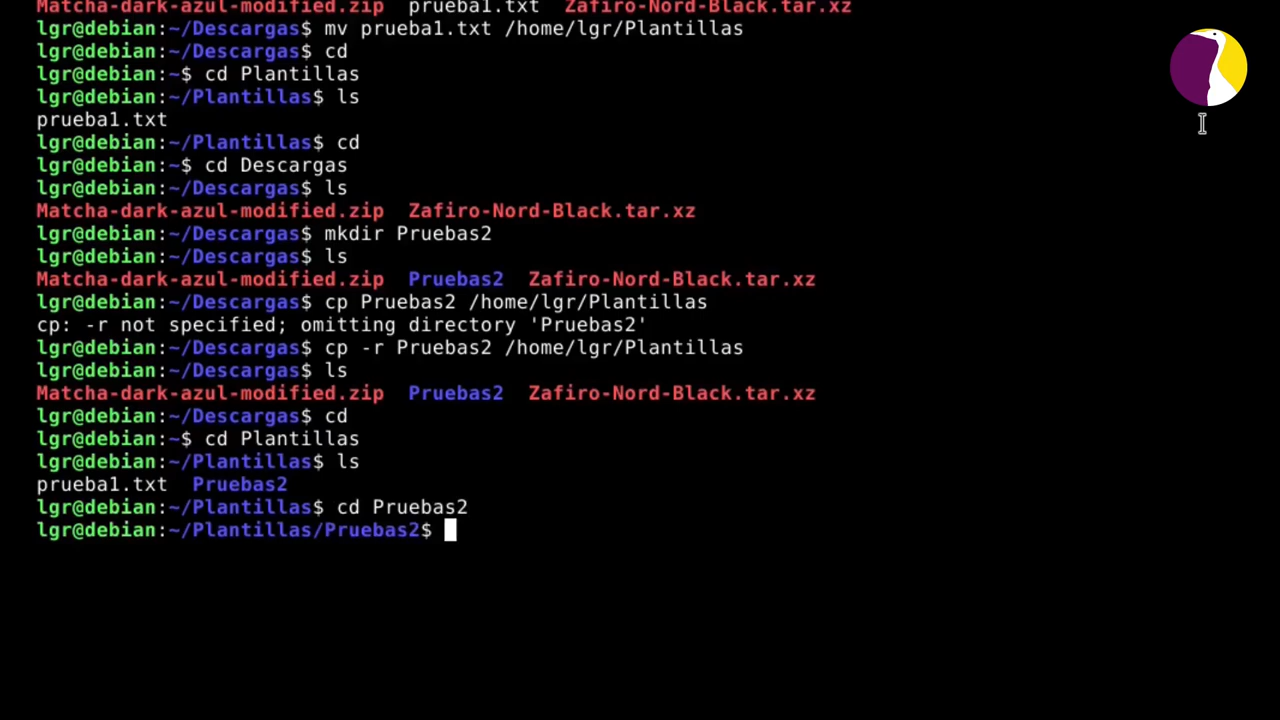 Matcha-dark-azul-modified.zip prueba1.txt Zafiro-Nord-Black.tar.xz
lgr@debian:~/Descargas$ mv prueba1.txt /home/lgr/Plantillas
lgr@debian:~/Descargas$ cd
lgr@debian:~$ cd Plantillas
lgr@debian:~/Plantillas$ ls
prueba1.txt
lgr@debian:~/Plantillas$ cd
lgr@debian:~$ cd Descargas
lgr@debian:~/Descargas$ ls
Matcha-dark-azul-modified.zip Zafiro-Nord-Black.tar.xz
lgr@debian:~/Descargas$ mkdir Pruebas2
lgr@debian:~/Descargas$ ls
Matcha-dark-azul-modified.zip Pruebas2 Zafiro-Nord-Black.tar.xz
lgr@debian:~/Descargas$ cp Pruebas2 /home/lgr/Plantillas
cp: -r not specified; omitting directory 'Pruebas2'
lgr@debian:~/Descargas$ cp -r Pruebas2 /home/lgr/Plantillas
lgr@debian:~/Descargas$ ls
Matcha-dark-azul-modified.zip Pruebas2 Zafiro-Nord-Black.tar.xz
lgr@debian:~/Descargas$ cd
lgr@debian:~$ cd Plantillas
lgr@debian:~/Plantillas$ ls
prueba1.txt Pruebas2
lgr@debian:~/Plantillas$ cd Pruebas2
lgr@debian:~/Plantillas/Pruebas2$